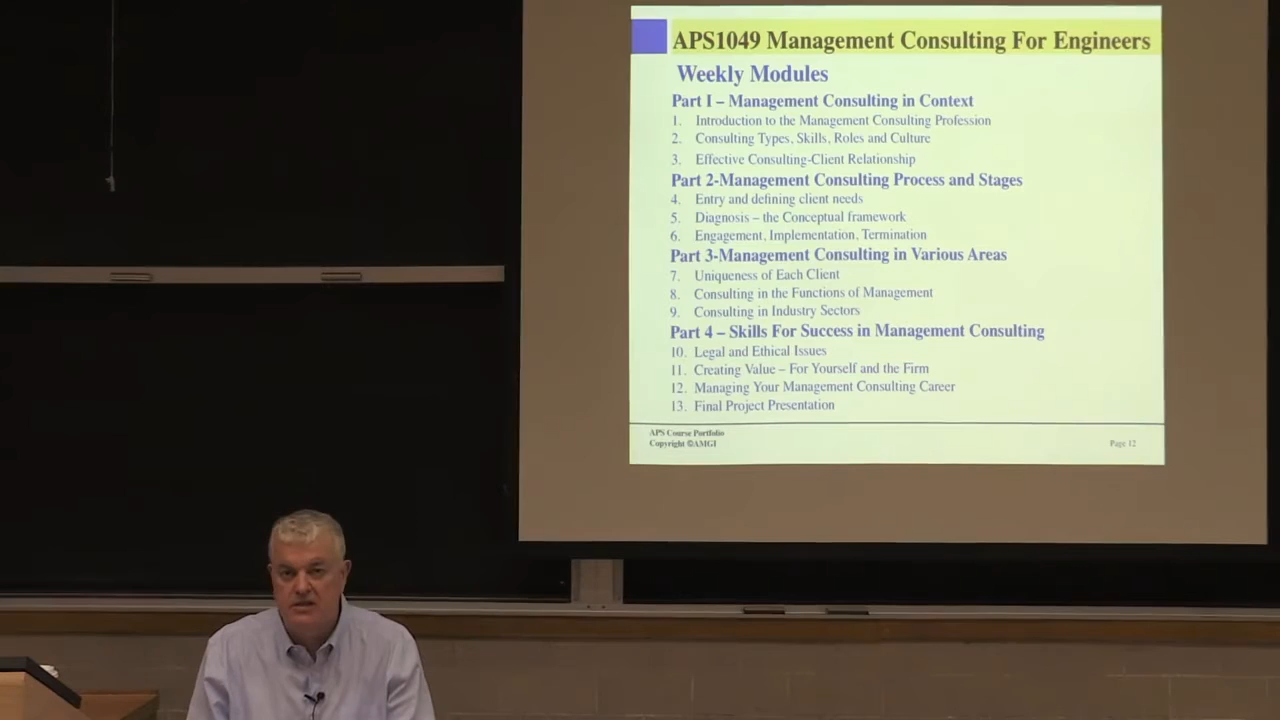 APS1049 Management Consulting For Engineers
Weekly Modules
Part I – Management Consulting in Context
1. Introduction to the Management Consulting Profession
2. Consulting Types, Skills, Roles and Culture
3. Effective Consulting-Client Relationship
Part 2-Management Consulting Process and Stages
4. Entry and defining client needs
5. Diagnosis – the Conceptual framework
6. Engagement, Implementation, Termination
Part 3-Management Consulting in Various Areas
7. Uniqueness of Each Client
8. Consulting in the Functions of Management
9. Consulting in Industry Sectors
Part 4 – Skills For Success in Management Consulting
10. Legal and Ethical Issues
11. Creating Value – For Yourself and the Firm
12. Managing Your Management Consulting Career
13. Final Project Presentation
APS Course Portfolio
Copyright ©AMGI
Page 12